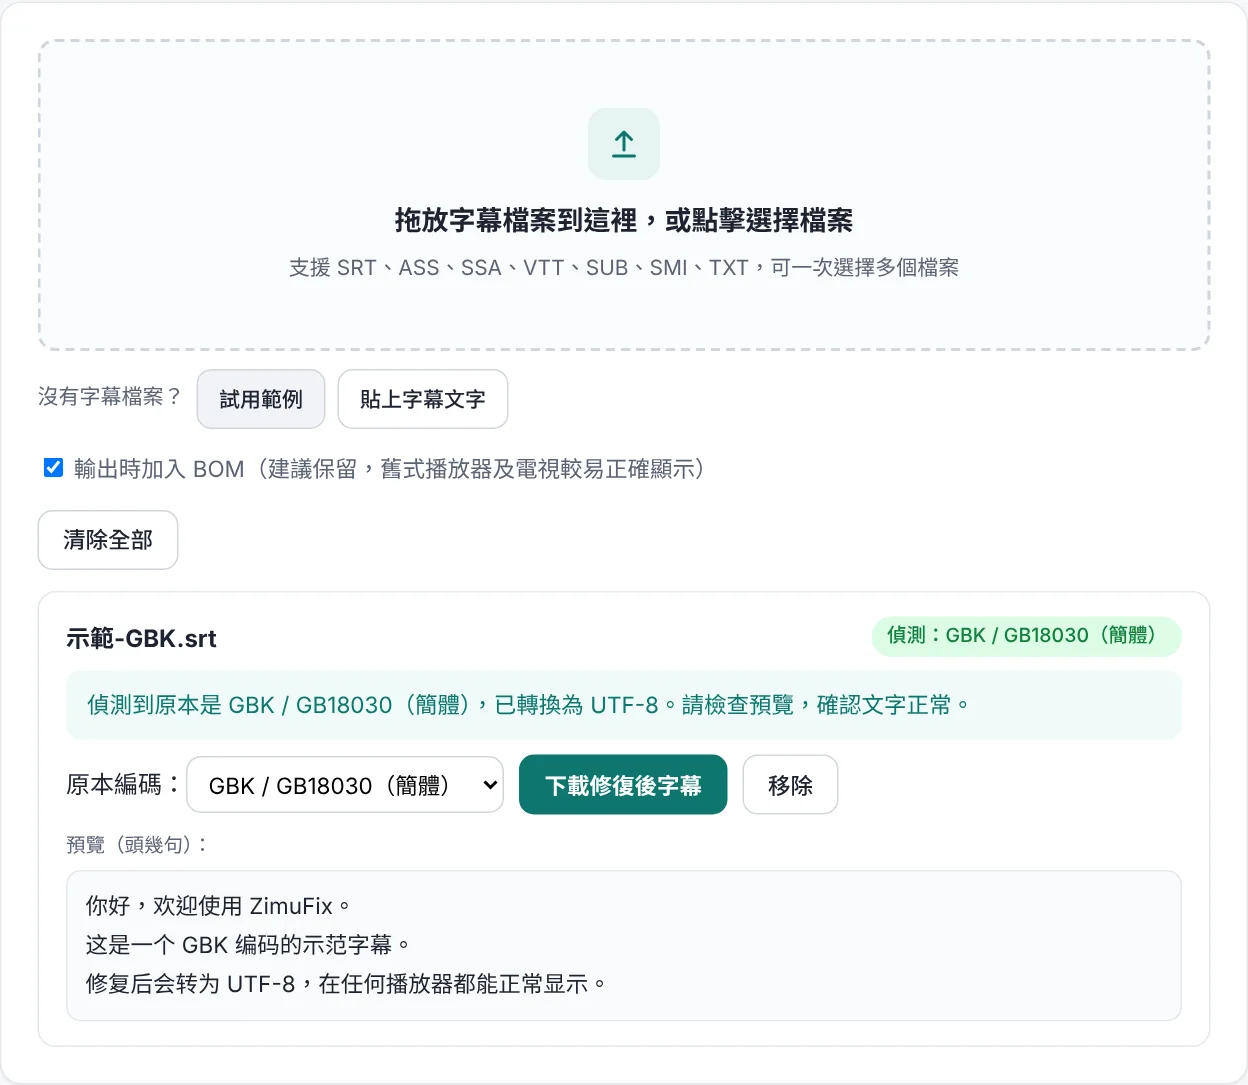 拖放字幕檔案到這裡，或點擊選擇檔案
支援 SRT、ASS、SSA、VTT、SUB、SMI、TXT，可一次選擇多個檔案
沒有字幕檔案？ 試用範例 貼上字幕文字
輸出時加入 BOM（建議保留，舊式播放器及電視較易正確顯示）
清除全部
示範-GBK.srt 偵測：GBK / GB18030（簡體）
偵測到原本是 GBK / GB18030（簡體），已轉換為 UTF-8。請檢查預覽，確認文字正常。
原本編碼： GBK / GB18030（簡體） 下載修復後字幕 移除
預覽（頭幾句）：
你好，欢迎使用 ZimuFix。
这是一个 GBK 编码的示范字幕。
修复后会转为 UTF-8，在任何播放器都能正常显示。